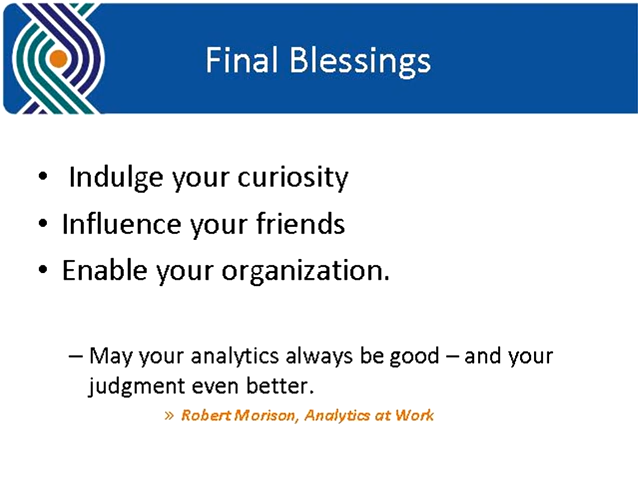 Final Blessings
• Indulge your curiosity
• Influence your friends
• Enable your organization.
– May your analytics always be good – and your
judgment even better.
» Robert Morison, Analytics at Work